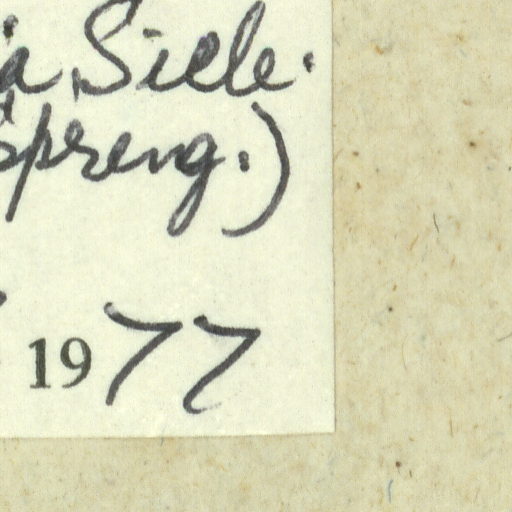 a Siele.
Spreng.)
1977